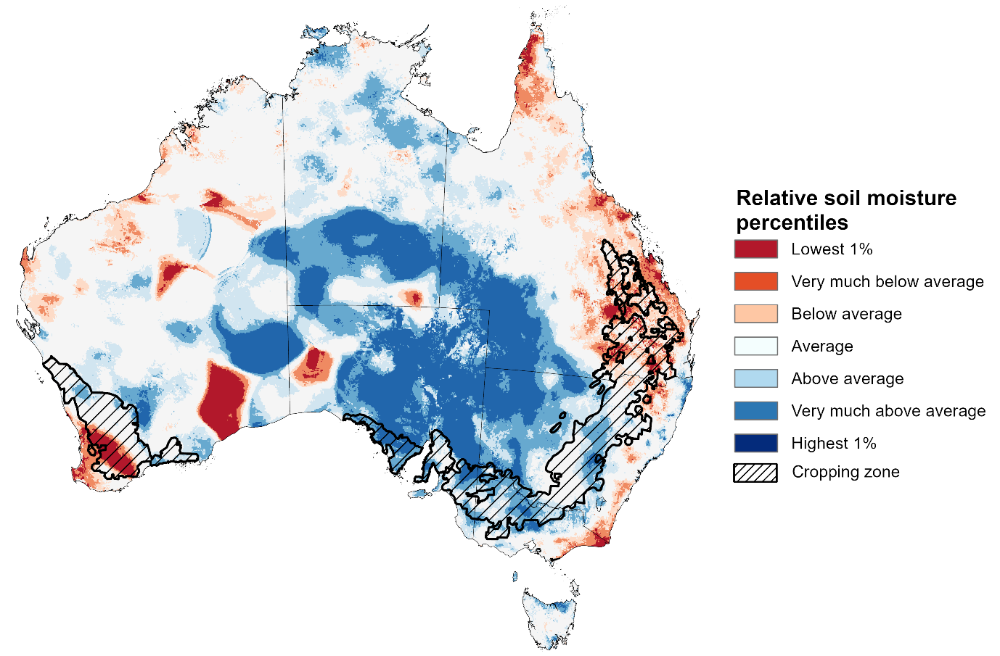 Relative soil moisture
percentiles
Lowest 1%
Very much below average
Below average
Average
Above average
Very much above average
Highest 1%
Cropping zone